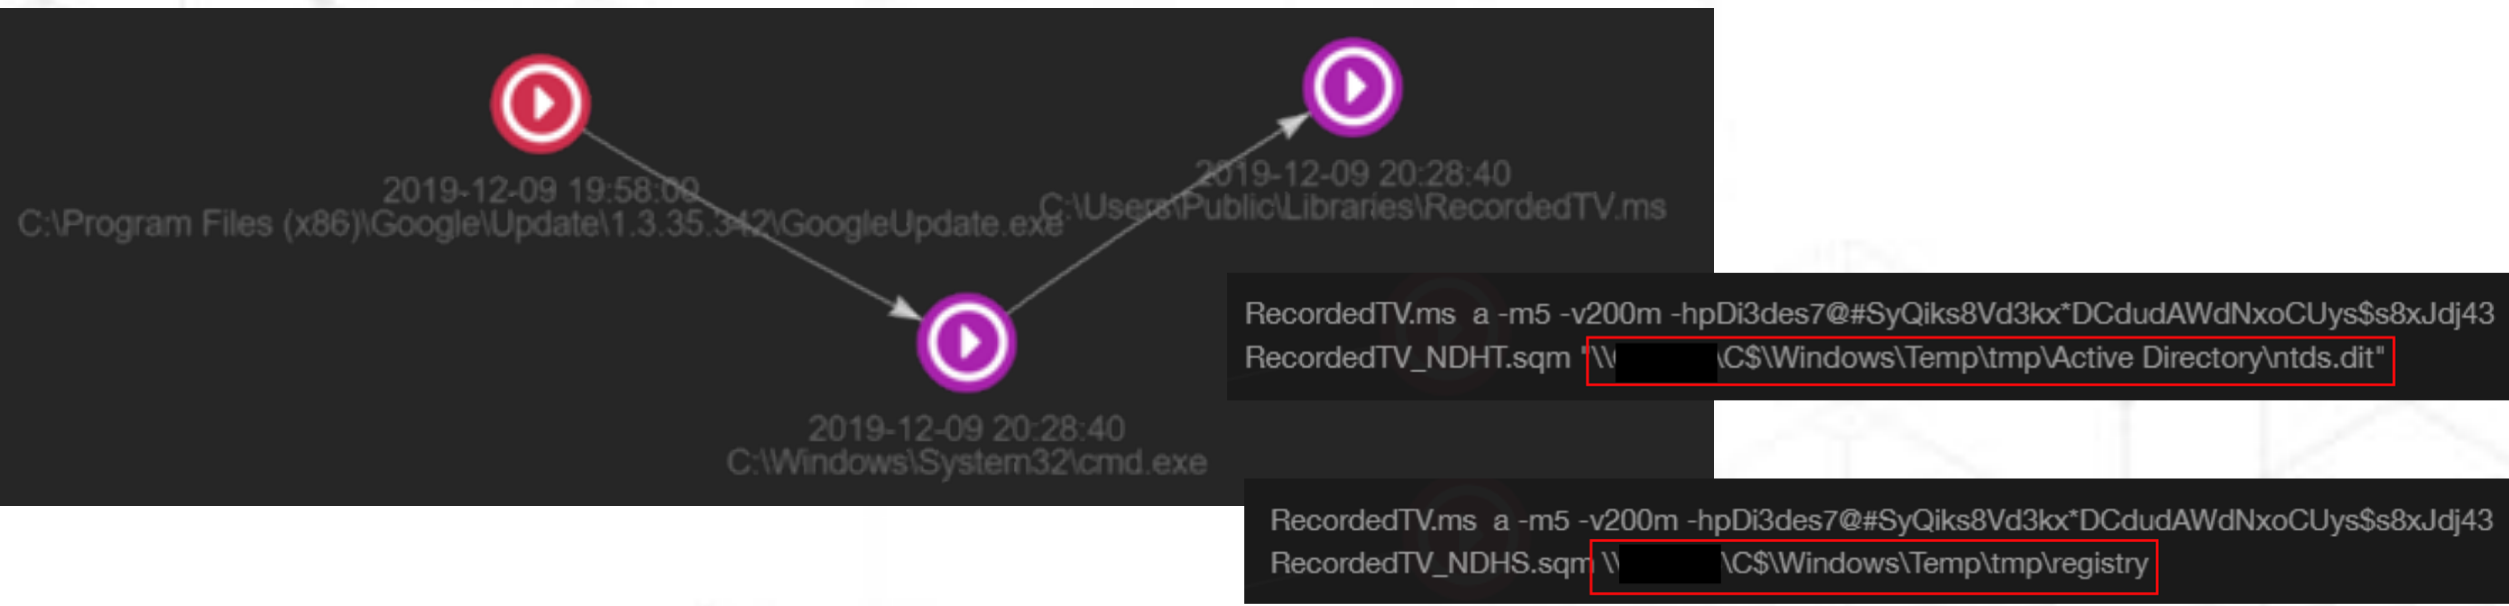 2019-12-09 19:58:09
C:\Program Files (x86)\Google\Update\1.3.35.342\GoogleUpdate.exe
2019-12-09 20:28:40
C:\Users\Public\Libraries\RecordedTV.ms
2019-12-09 20:28:40
C:\Windows\System32\cmd.exe
RecordedTV.ms a -m5 -v200m -hpDi3des7@#SyQiks8Vd3kx*DCdudAWdNxoCUys$s8xJdj43
RecordedTV_NDHT.sqm "\\ \C$\Windows\Temp\tmp\Active Directory\ntds.dit"
RecordedTV.ms a -m5 -v200m -hpDi3des7@#SyQiks8Vd3kx*DCdudAWdNxoCUys$s8xJdj43
RecordedTV_NDHS.sqm \\ \C$\Windows\Temp\tmp\registry